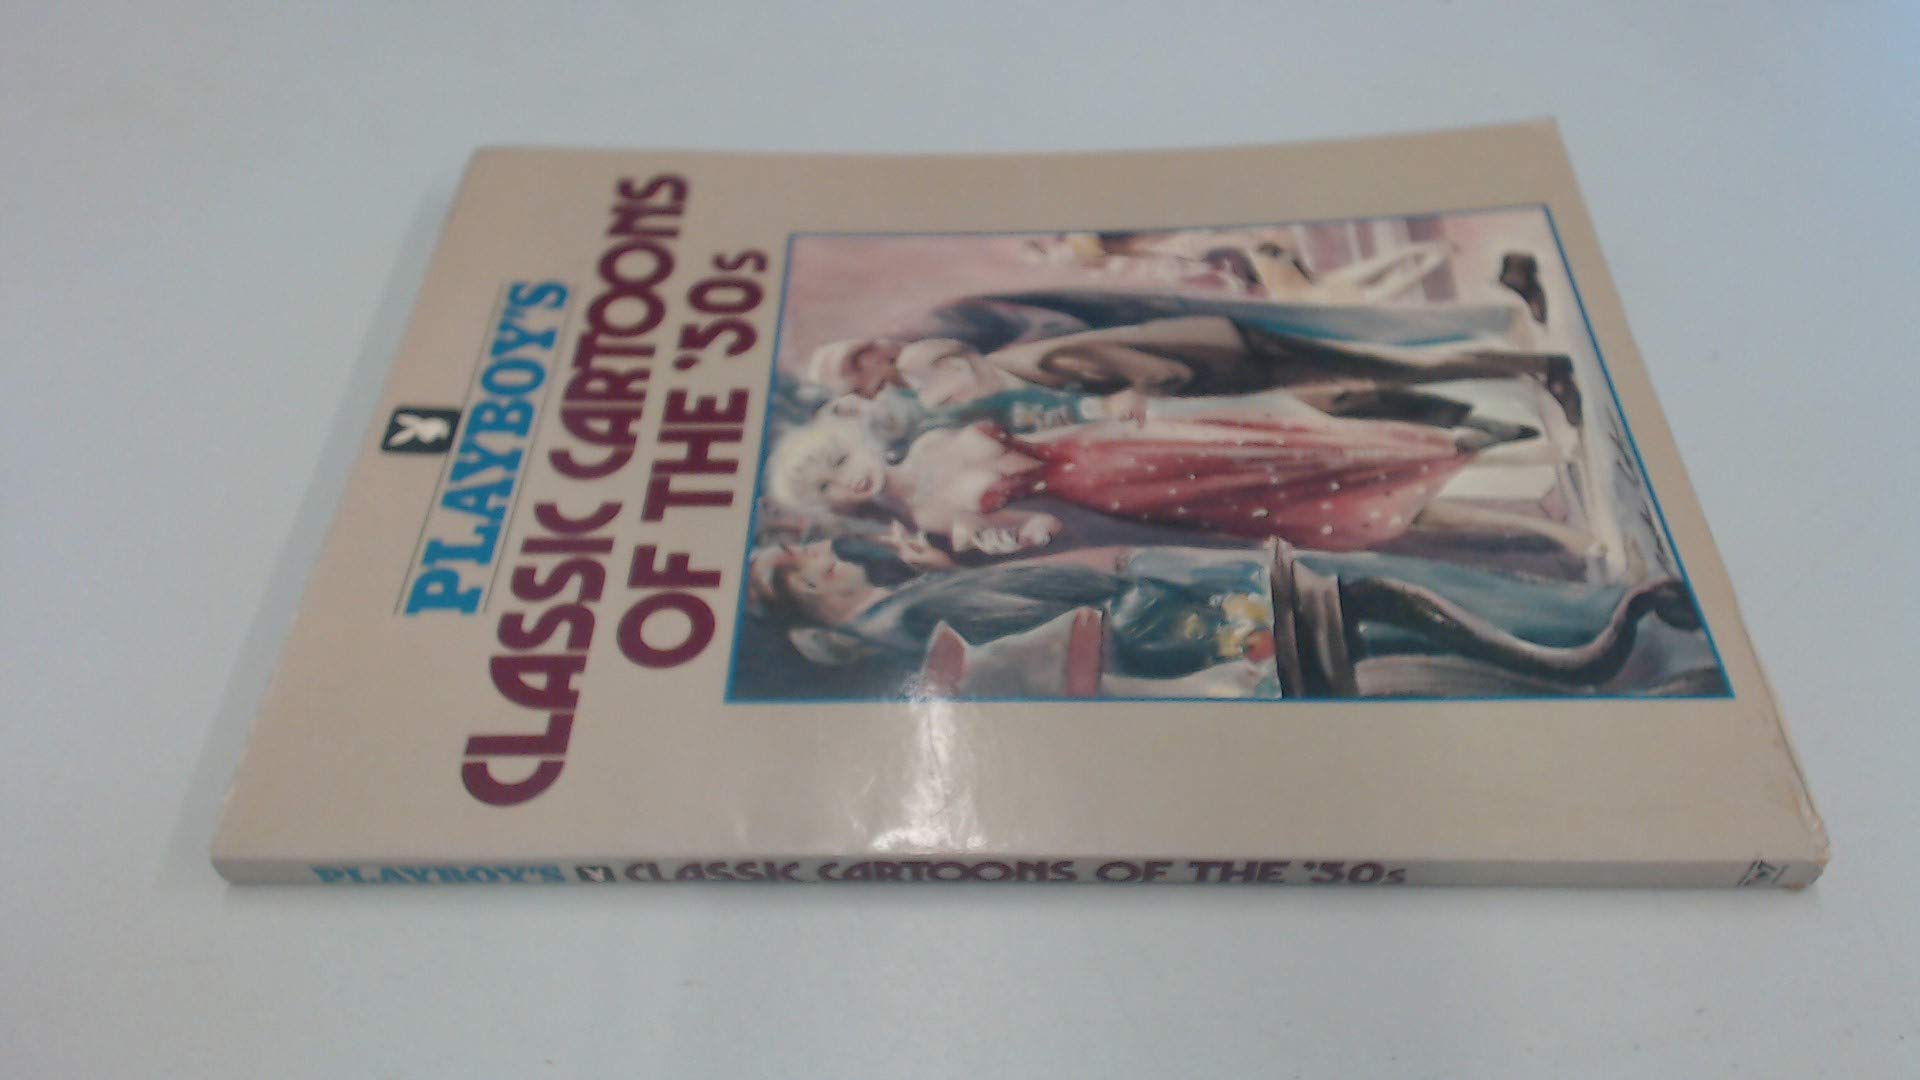 PLAYBOY'S
CLASSIC CARTOONS
OF THE '50s
PLAYBOY'S CLASSIC CARTOONS OF THE '50s